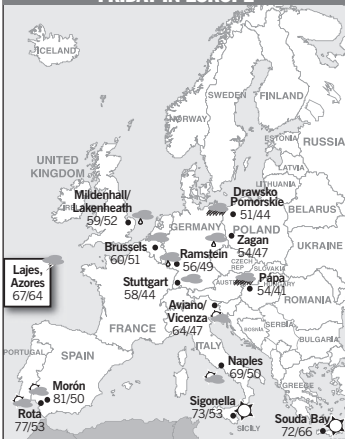 FRIDAY IN EUROPE
ICELAND
SWEDEN
FINLAND
NORWAY
ESTONIA
RUSSIA
LATVIA
UNITED
KINGDOM
LITHUANIA
Mildenhall/
Lakenheath
59/52
Drawsko
Pomorskie
51/44
BELARUS
GERMANY
POLAND
Zagan
54/47
UKRAINE
Brussels
60/51
Ramstein
56/49
CZECH
REP
SLOVAKIA
Lajes,
Azores
67/64
Stuttgart
58/44
Pápa
54/41
Aviano/
Vicenza
64/47
ROMANIA
FRANCE
BOSNIA
SERBIA
ITALY
BULGARIA
PORTUGAL
SPAIN
Naples
69/50
Morón
81/50
GREECE
Sigonella
73/53
Rota
77/53
SICILY
Souda Bay
72/66